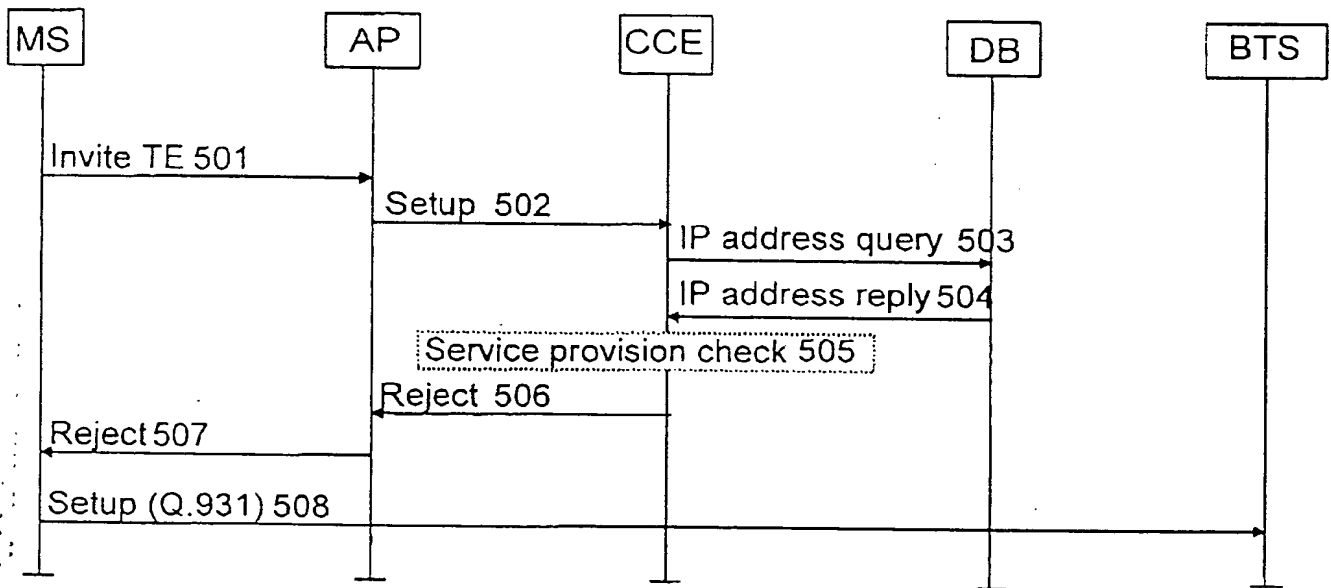 MS
AP
CCE
DB
BTS
Invite TE 501
Setup 502
IP address query 503
IP address reply 504
Service provision check 505
Reject 506
Reject 507
Setup (Q.931) 508